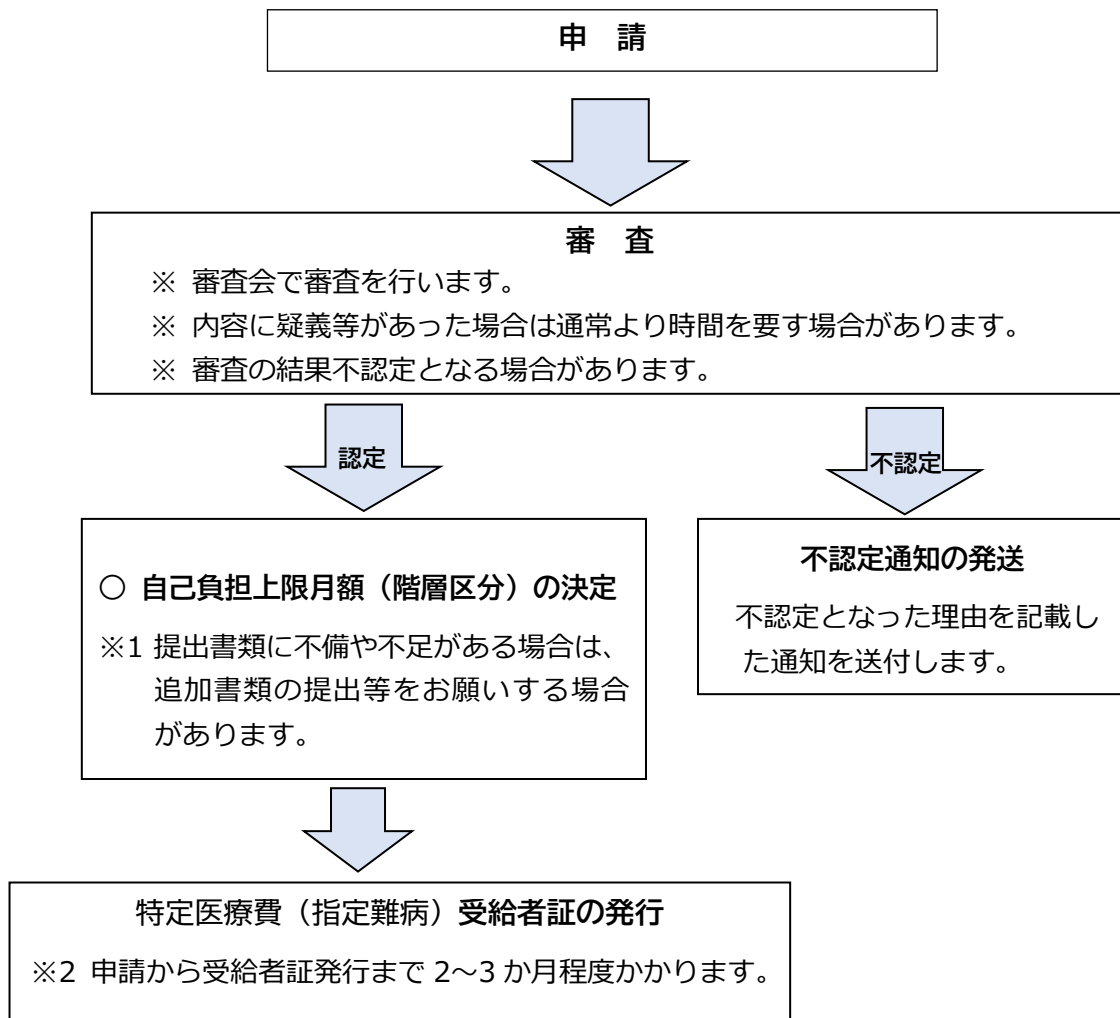 申　請
審　査
※ 審査会で審査を行います。
※ 内容に疑義等があった場合は通常より時間を要す場合があります。
※ 審査の結果不認定となる場合があります。
認定
不認定
○ 自己負担上限月額（階層区分）の決定
※1 提出書類に不備や不足がある場合は、
追加書類の提出等をお願いする場合
があります。
不認定通知の発送
不認定となった理由を記載し
た通知を送付します。
特定医療費（指定難病）受給者証の発行
※2 申請から受給者証発行まで 2～3 か月程度かかります。